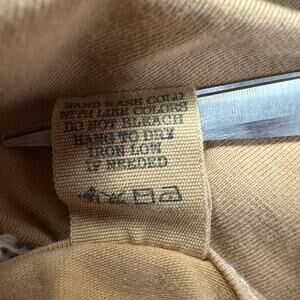 HAND WASH COLD
WITH LIKE COLORS
DO NOT BLEACH
HANG TO DRY
IRON LOW
IF NEEDED